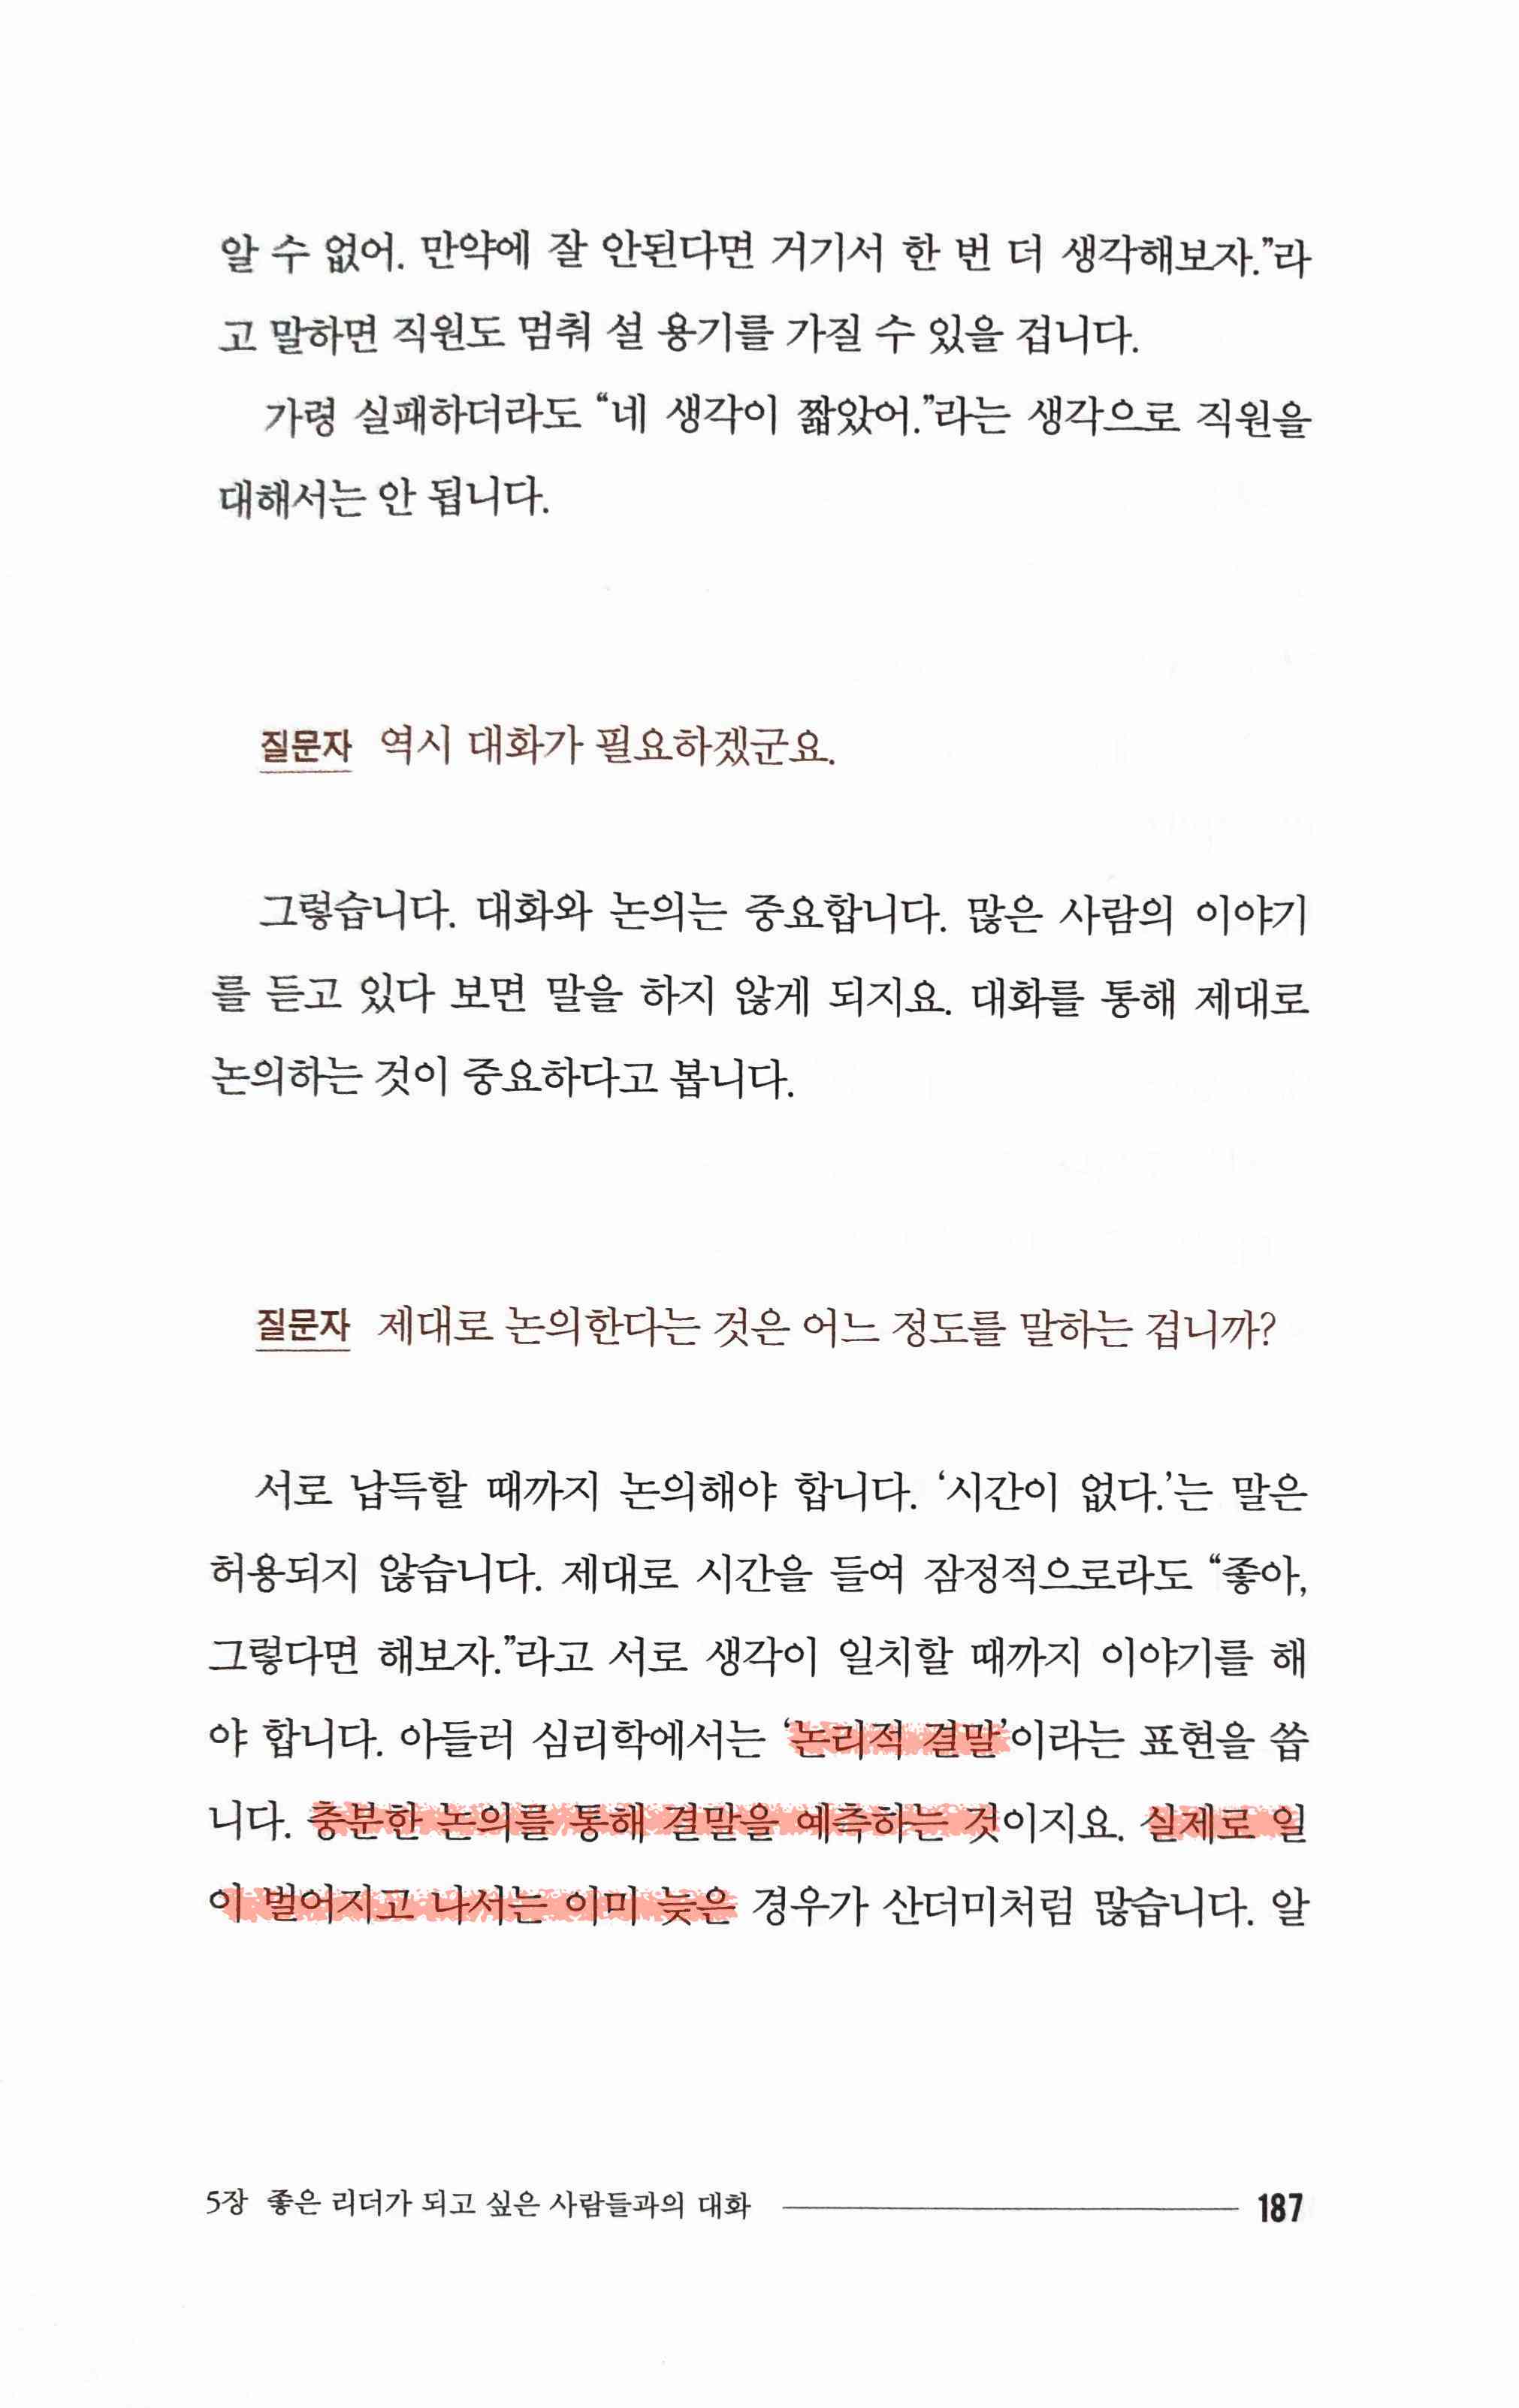 알 수 없어. 만약에 잘 안된다면 거기서 한 번 더 생각해보자.”라
고 말하면 직원도 멈춰 설 용기를 가질 수 있을 겁니다.
가령 실패하더라도 “네 생각이 짧았어.”라는 생각으로 직원을
대해서는 안 됩니다.
질문자 역시 대화가 필요하겠군요.
그렇습니다. 대화와 논의는 중요합니다. 많은 사람의 이야기
를 듣고 있다 보면 말을 하지 않게 되지요. 대화를 통해 제대로
논의하는 것이 중요하다고 봅니다.
질문자 제대로 논의한다는 것은 어느 정도를 말하는 겁니까?
서로 납득할 때까지 논의해야 합니다. ‘시간이 없다.’는 말은
허용되지 않습니다. 제대로 시간을 들여 잠정적으로라도 “좋아,
그렇다면 해보자.”라고 서로 생각이 일치할 때까지 이야기를 해
야 합니다. 아들러 심리학에서는 ‘논리적 결말’이라는 표현을 씁
니다. 충분한 논의를 통해 결말을 예측하는 것이지요. 실제로 일
이 벌어지고 나서는 이미 늦은 경우가 산더미처럼 많습니다. 알
5장 좋은 리더가 되고 싶은 사람들과의 대화 187